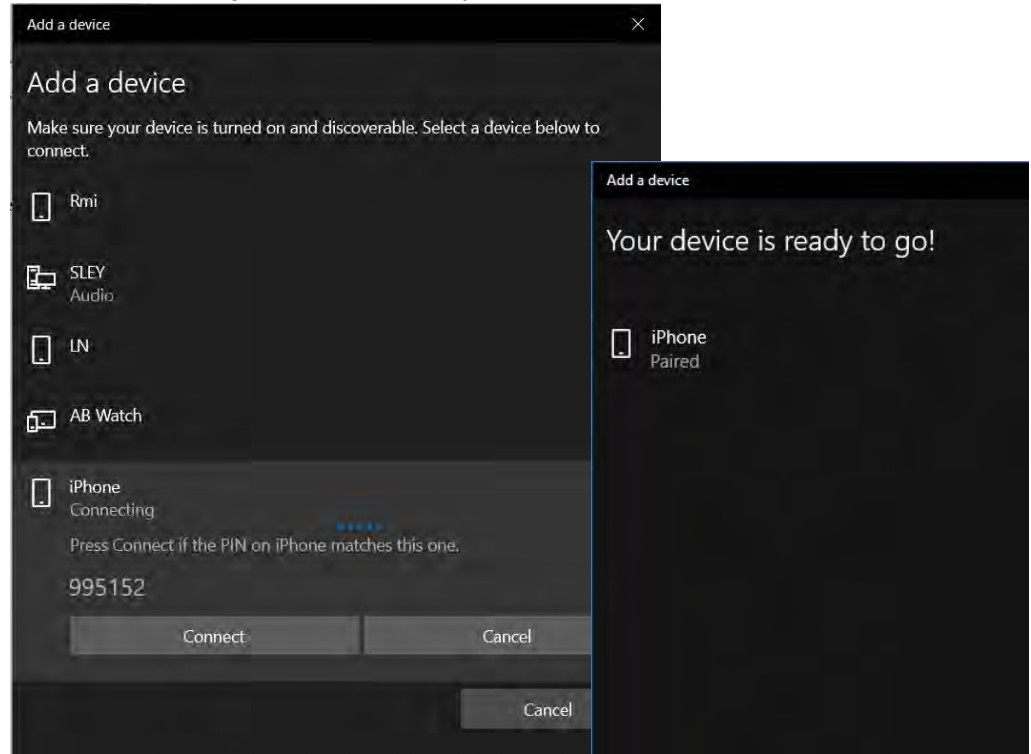 Add a device
Add a device
Make sure your device is turned on and discoverable. Select a device below to
connect.
Rmi
SLEY
Audio
LN
AB Watch
iPhone
Connecting
Press Connect if the PIN on iPhone matches this one.
995152
Connect
Cancel
Cancel
Add a device
Your device is ready to go!
iPhone
Paired